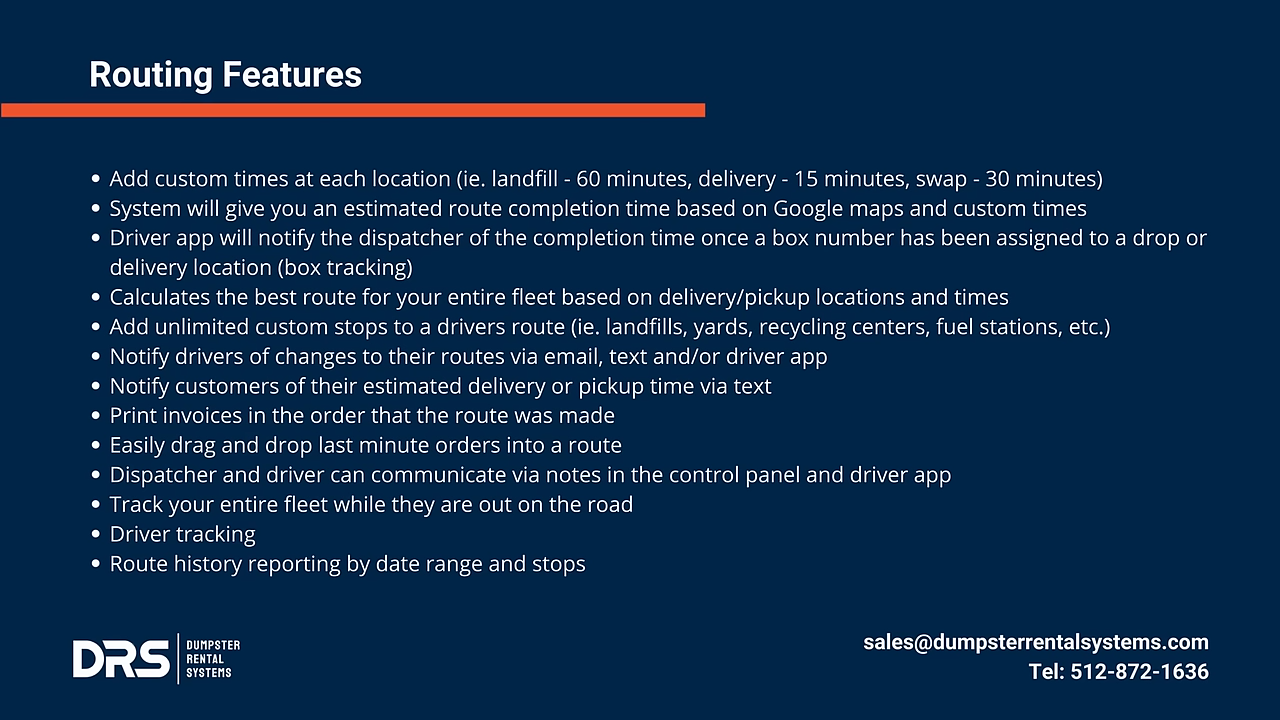 Routing Features
• Add custom times at each location (ie. landfill - 60 minutes, delivery - 15 minutes, swap - 30 minutes)
• System will give you an estimated route completion time based on Google maps and custom times
• Driver app will notify the dispatcher of the completion time once a box number has been assigned to a drop or
delivery location (box tracking)
• Calculates the best route for your entire fleet based on delivery/pickup locations and times
• Add unlimited custom stops to a drivers route (ie. landfills, yards, recycling centers, fuel stations, etc.)
• Notify drivers of changes to their routes via email, text and/or driver app
• Notify customers of their estimated delivery or pickup time via text
• Print invoices in the order that the route was made
• Easily drag and drop last minute orders into a route
• Dispatcher and driver can communicate via notes in the control panel and driver app
• Track your entire fleet while they are out on the road
• Driver tracking
• Route history reporting by date range and stops
DRS
DUMPSTER
RENTAL
SYSTEMS
sales@dumpsterrentalsystems.com
Tel: 512-872-1636